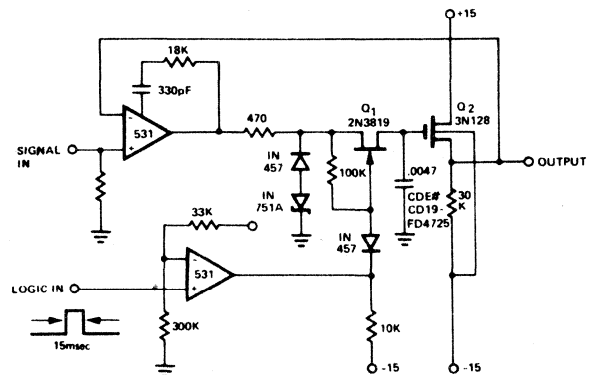 +15
18K
330pF
Q1
2N3819
Q2
3N128
-
531
+
470
SIGNAL
IN
IN
457
100K
.0047
CDE#
CD19-
FD4725
30
K
OUTPUT
IN
751A
33K
IN
457
-
531
+
LOGIC IN
300K
10K
15msec
-15
-15